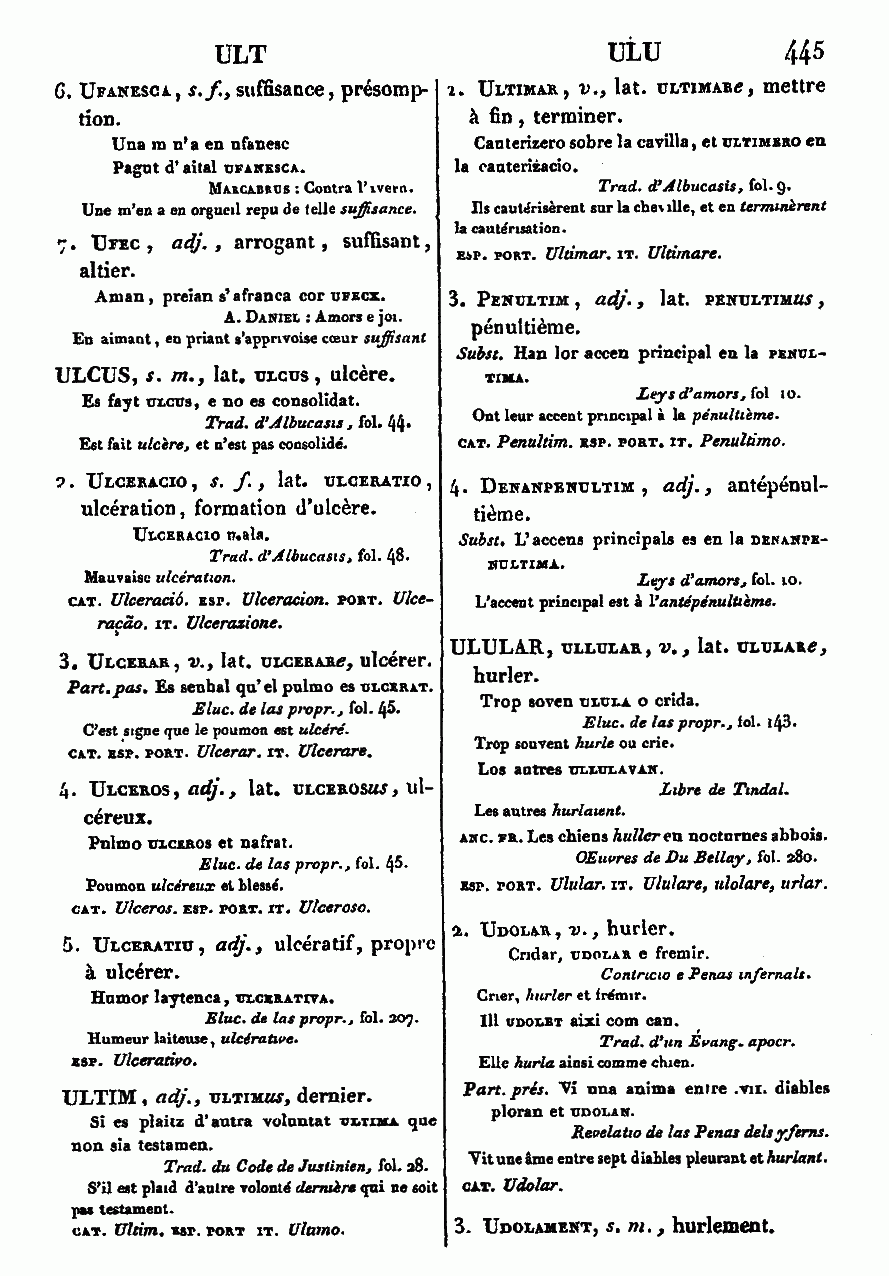 ULT
ULU 445
6. Ufanesca, s. f., suffisance, présomp-
tion.
Una m n'a en ufanesc
Pagut d'aital ufanesca.
Marcabrus : Contra l'ivern.
Une m'en a en orgueil repu de telle suffisance.
7. Ufec, adj., arrogant, suffisant,
altier.
Aman, preian s'afranca cor ufecx.
A. Daniel : Amors e joi.
En aimant, en priant s'apprivoise cœur suffisant
ULCUS, s. m., lat. ulcus, ulcère.
Es fayt ulcus, e no es consolidat.
Trad. d'Albucasis, fol. 44.
Est fait ulcère, et n'est pas consolidé.
2. Ulceracio, s. f., lat. ulceratio,
ulcération, formation d'ulcère.
Ulceracio mala.
Trad. d'Albucasis, fol. 48.
Mauvaise ulcération.
cat. Ulceració. esp. Ulceracion. port. Ulce-
ração. it. Ulcerazione.
3. Ulcerar, v., lat. ulcerare, ulcérer.
Part. pas. Es senhal qu'el pulmo es ulcerat.
Eluc. de las propr., fol. 45.
C'est signe que le poumon est ulcéré.
cat. esp. port. Ulcerar. it. Ulcerare.
4. Ulceros, adj., lat. ulcerosus, ul-
céreux.
Pulmo ulceros et nafrat.
Eluc. de las propr., fol. 45.
Poumon ulcéreux et blessé.
cat. Ulceros. esp. port. it. Ulceroso.
5. Ulceratiu, adj., ulcératif, propre
à ulcérer.
Humor laytenca, ulcerativa.
Eluc. de las propr., fol. 207.
Humeur laiteuse, ulcérative.
esp. Ulcerativo.
ULTIM, adj., ultimus, dernier.
Si es plaitz d'autra voluntat ultima que
non sia testamen.
Trad. du Code de Justinien, fol. 28.
S'il est plaid d'autre volonté dernière qui ne soit
pas testament.
cat. Ultim. esp. port it. Ultimo.
2. Ultimar, v., lat. ultimare, mettre
à fin, terminer.
Cauterizero sobre la cavilla, et ultimero en
la cauterizacio.
Trad. d'Albucasis, fol. 9.
Ils cautérisèrent sur la cheville, et en terminèrent
la cautérisation.
esp. port. Ultimar. it. Ultimare.
3. Penultim, adj., lat. penultimus,
pénultième.
Subst. Han lor accen principal en la penul-
tima.
Leys d'amors, fol 10.
Ont leur accent principal à la pénultième.
cat. Penultim. esp. port. it. Penultimo.
4. Denanpenultim, adj., antépénul-
tième.
Subst. L'accens principals es en la denanpe-
nultima.
Leys d'amors, fol. 10.
L'accent principal est à l'antépénultième.
ULULAR, ullular, v., lat. ululare,
hurler.
Trop soven ulula o crida.
Eluc. de las propr., fol. 143.
Trop souvent hurle ou crie.
Los autres ullulavan.
Libre de Tindal.
Les autres hurlaient.
anc. fr. Les chiens huller en nocturnes abbois.
OEuvres de Du Bellay, fol. 280.
esp. port. Ulular. it. Ululare, ulolare, urlar.
2. Udolar, v., hurler.
Cridar, udolar e fremir.
Contricio e Penas infernals.
Crier, hurler et frémir.
Ill udolet aixi com can.
Trad. d'un Évang. apocr.
Elle hurla ainsi comme chien.
Part. prés. Vi una anima entre .vii. diables
ploran et udolan.
Revelatio de las Penas dels yferns.
Vit une âme entre sept diables pleurant et hurlant.
cat. Udolar.
3. Udolament, s. m., hurlement.